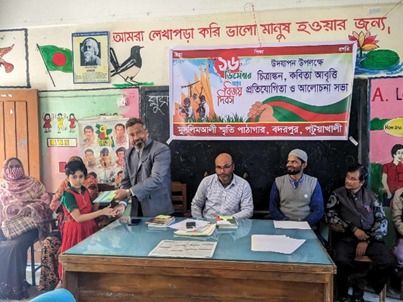 আমরা লেখাপড়া করি ভালো মানুষ হওয়ার জন্য,
শিক্ষা
১৬
ডিসেম্বর
মহান
বিজয়
দিবস
উদযাপন উপলক্ষে
চিত্রাঙ্কন, কবিতা আবৃত্তি
প্রতিযোগিতা ও আলোচনা সভা
মুসলিমআলী স্মৃতি পাঠাগার, বদরপুর, পটুয়াখালী